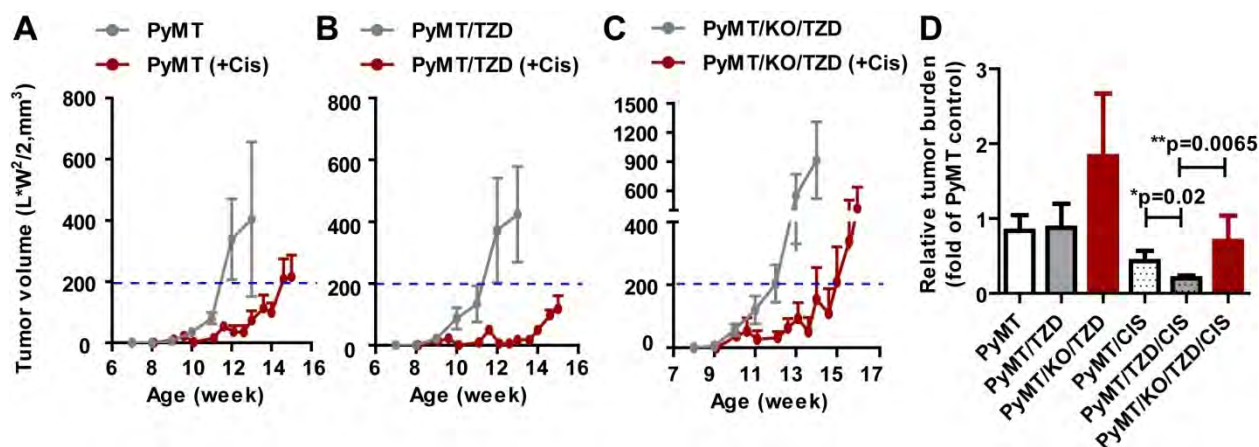 A
PyMT
PyMT (+Cis)
Tumor volume (L*W²/2,mm³)
800
600
400
200
0
6 8 10 12 14 16
Age (week)
B
PyMT/TZD
PyMT/TZD (+Cis)
800
600
400
200
0
6 8 10 12 14 16
Age (week)
C
PyMT/KO/TZD
PyMT/KO/TZD (+Cis)
1500
1200
900
600
400
200
0
7 9 11 13 15 17
Age (week)
D
Relative tumor burden
(fold of PyMT control)
3
2
1
0
**p=0.0065
*p=0.02
PyMT
PyMT/TZD
PyMT/KO/TZD
PyMT/CIS
PyMT/TZD/CIS
PyMT/KO/TZD/CIS